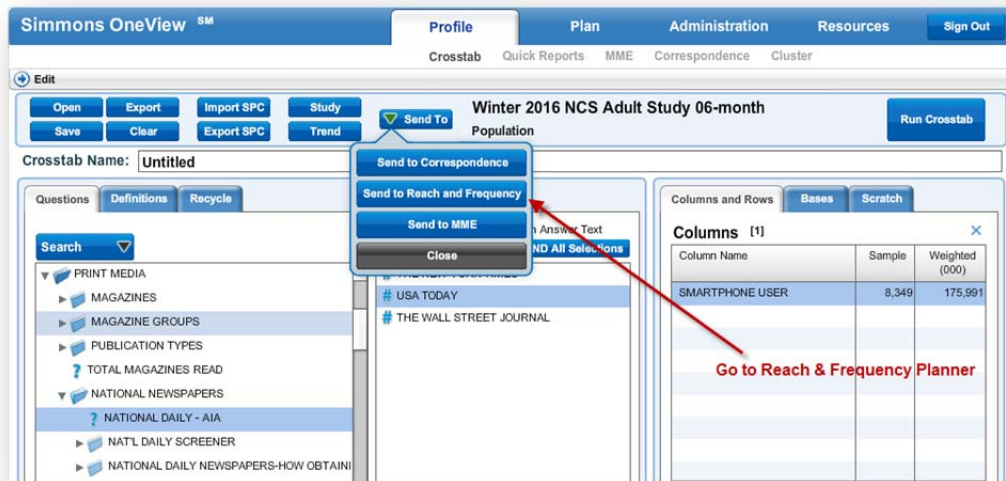 Simmons OneView SM
Profile Plan Administration Resources Sign Out
Crosstab Quick Reports MME Correspondence Cluster
Edit
Open Export Import SPC Study
Send To
Winter 2016 NCS Adult Study 06-month
Run Crosstab
Save Clear Export SPC Trend
Population
Crosstab Name: Untitled
Send to Correspondence
Send to Reach and Frequency
Send to MME
Close
Questions Definitions Recycle
Answer Text
Search
ND All Selections
PRINT MEDIA
MAGAZINES
MAGAZINE GROUPS
PUBLICATION TYPES
? TOTAL MAGAZINES READ
NATIONAL NEWSPAPERS
? NATIONAL DAILY - AIA
NAT'L DAILY SCREENER
NATIONAL DAILY NEWSPAPERS-HOW OBTAINI
# THE NEW YORK TIMES
# USA TODAY
# THE WALL STREET JOURNAL
Columns and Rows Bases Scratch
Columns [1]
Column Name Sample Weighted
(000)
SMARTPHONE USER 8,349 175,991
Go to Reach & Frequency Planner